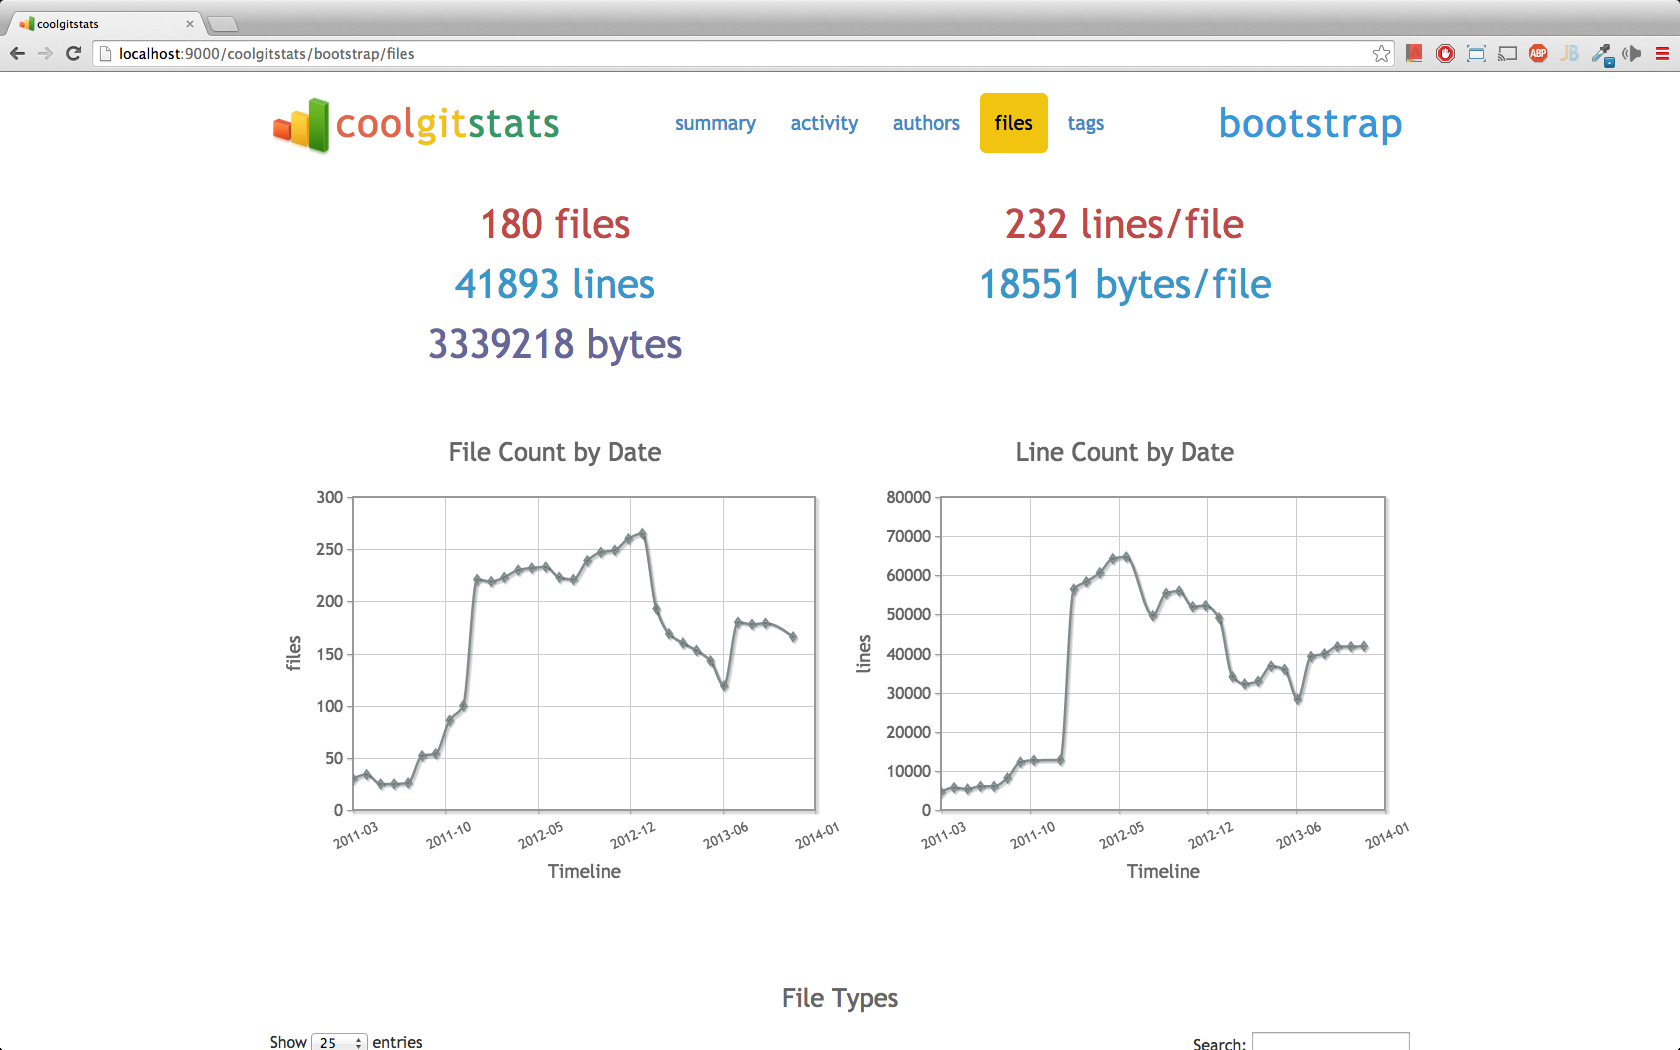 coolgitstats
localhost:9000/coolgitstats/bootstrap/files
ABP
JB
coolgitstats
summary
activity
authors
files
tags
bootstrap
180 files
232 lines/file
41893 lines
18551 bytes/file
3339218 bytes
File Count by Date
300
250
200
150
100
50
0
files
2011-03
2011-10
2012-05
2012-12
2013-06
2014-01
Timeline
Line Count by Date
80000
70000
60000
50000
40000
30000
20000
10000
0
lines
2011-03
2011-10
2012-05
2012-12
2013-06
2014-01
Timeline
File Types
Show 25 entries
Search: